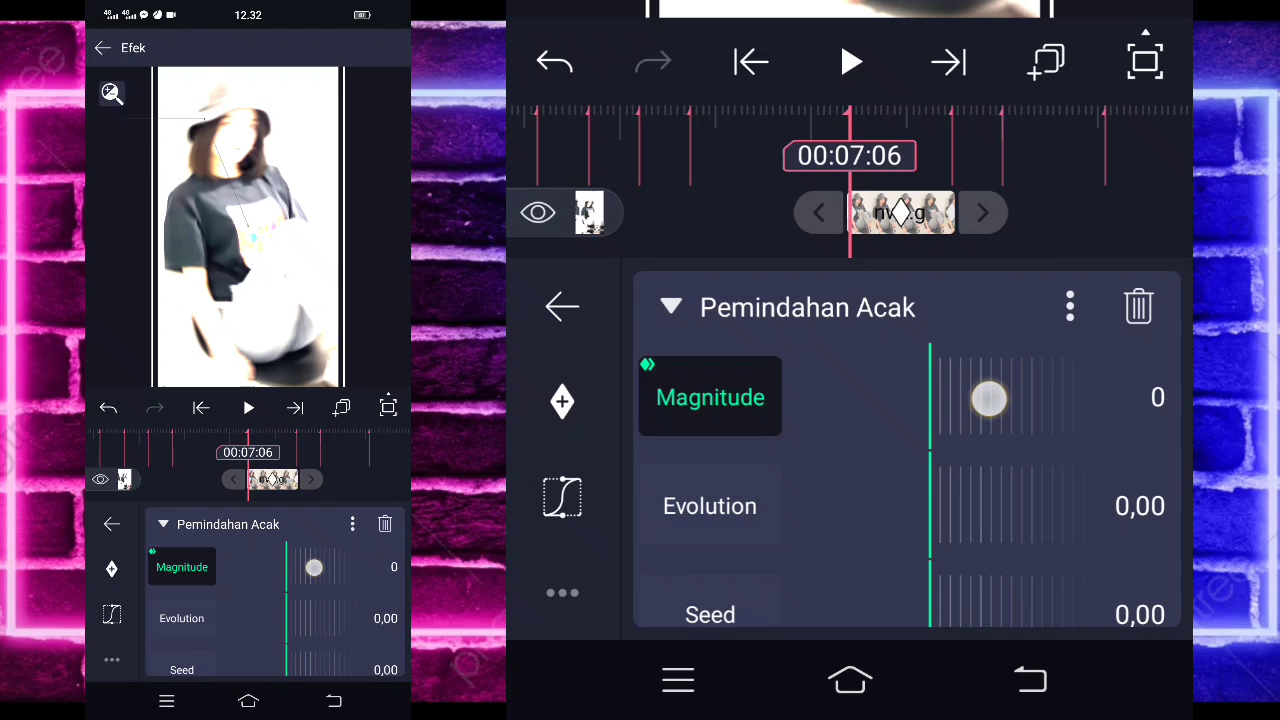 12.32
Efek
00:07:06
Pemindahan Acak
Magnitude
0
Evolution
0,00
Seed
0,00
00:07:06
Pemindahan Acak
Magnitude
0
Evolution
0,00
Seed
0,00